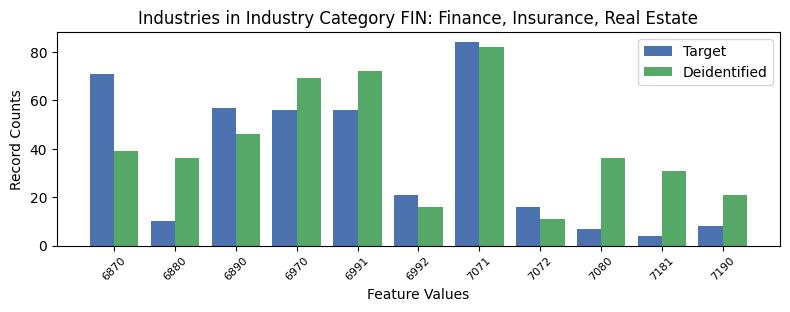 Industries in Industry Category FIN: Finance, Insurance, Real Estate
Target
Deidentified
Record Counts
80
60
40
20
0
6870 6880 6890 6970 6991 6992 7071 7072 7080 7181 7190
Feature Values